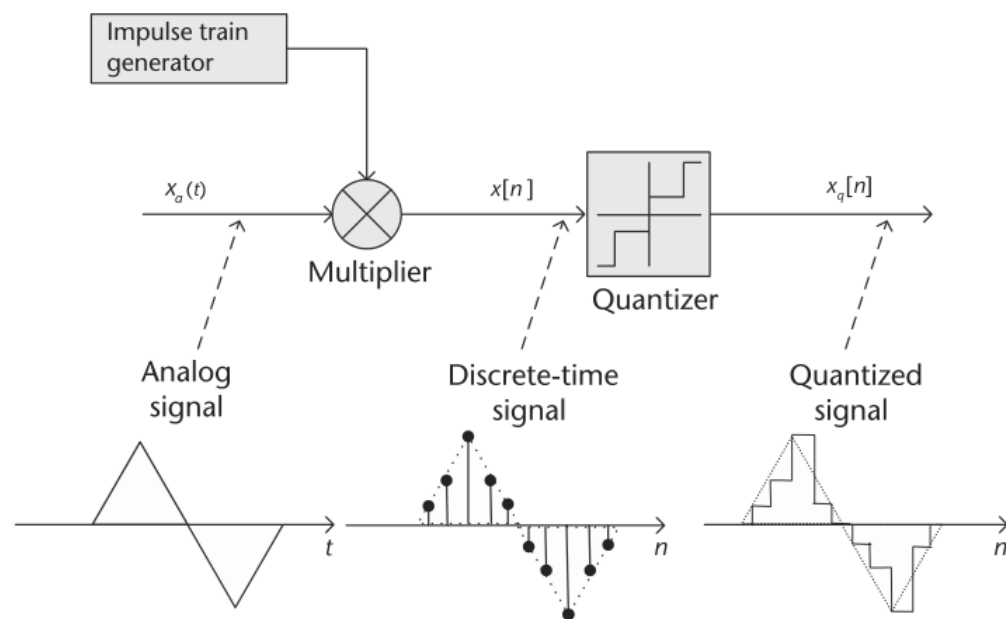 Impulse train
generator
x_a(t)
x[n]
x_q[n]
Multiplier
Quantizer
Analog
signal
Discrete-time
signal
Quantized
signal
t
n
n